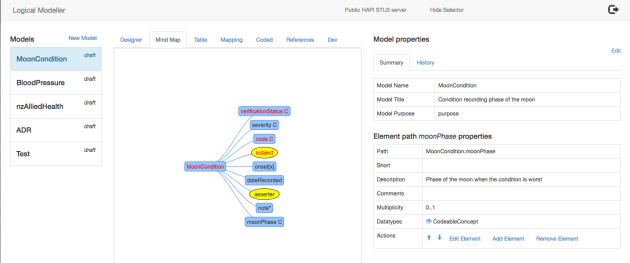 Logical Modeller
Public HAPI STU3 server
Hide Selector
Models
New Model
MoonCondition
draft
BloodPressure
draft
nzAlliedHealth
draft
ADR
draft
Test
draft
Designer
Mind Map
Table
Mapping
Coded
References
Dev
MoonCondition
verificationStatus C
severity C
code C
subject
onset[x]
dateRecorded
asserter
note*
moonPhase C
Model properties
Edit
Summary
History
Model Name MoonCondition
Model Title Condition recording phase of the moon
Model Purpose purpose
Element path moonPhase properties
Path MoonCondition.moonPhase
Short
Description Phase of the moon when the condition is worst
Comments
Multiplicity 0..1
Datatypes CodeableConcept
Actions Edit Element Add Element Remove Element